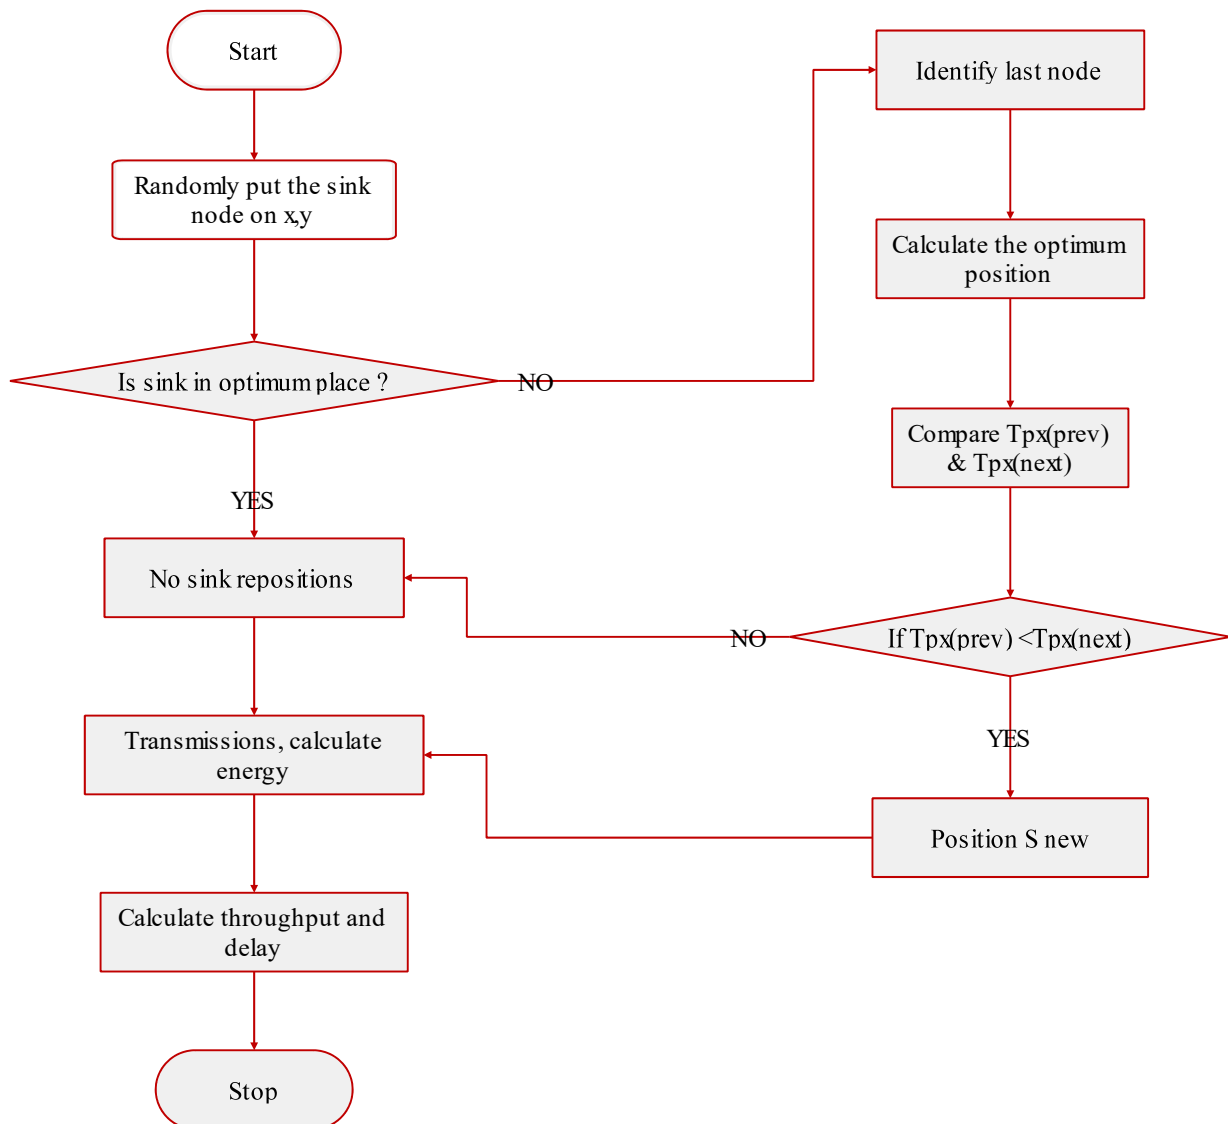 Start
Randomly put the sink
node on x,y
Is sink in optimum place ?
NO
YES
No sink repositions
Transmissions, calculate
energy
Calculate throughput and
delay
Stop
Identify last node
Calculate the optimum
position
Compare Tpx(prev)
& Tpx(next)
If Tpx(prev) <Tpx(next)
NO
YES
Position S new